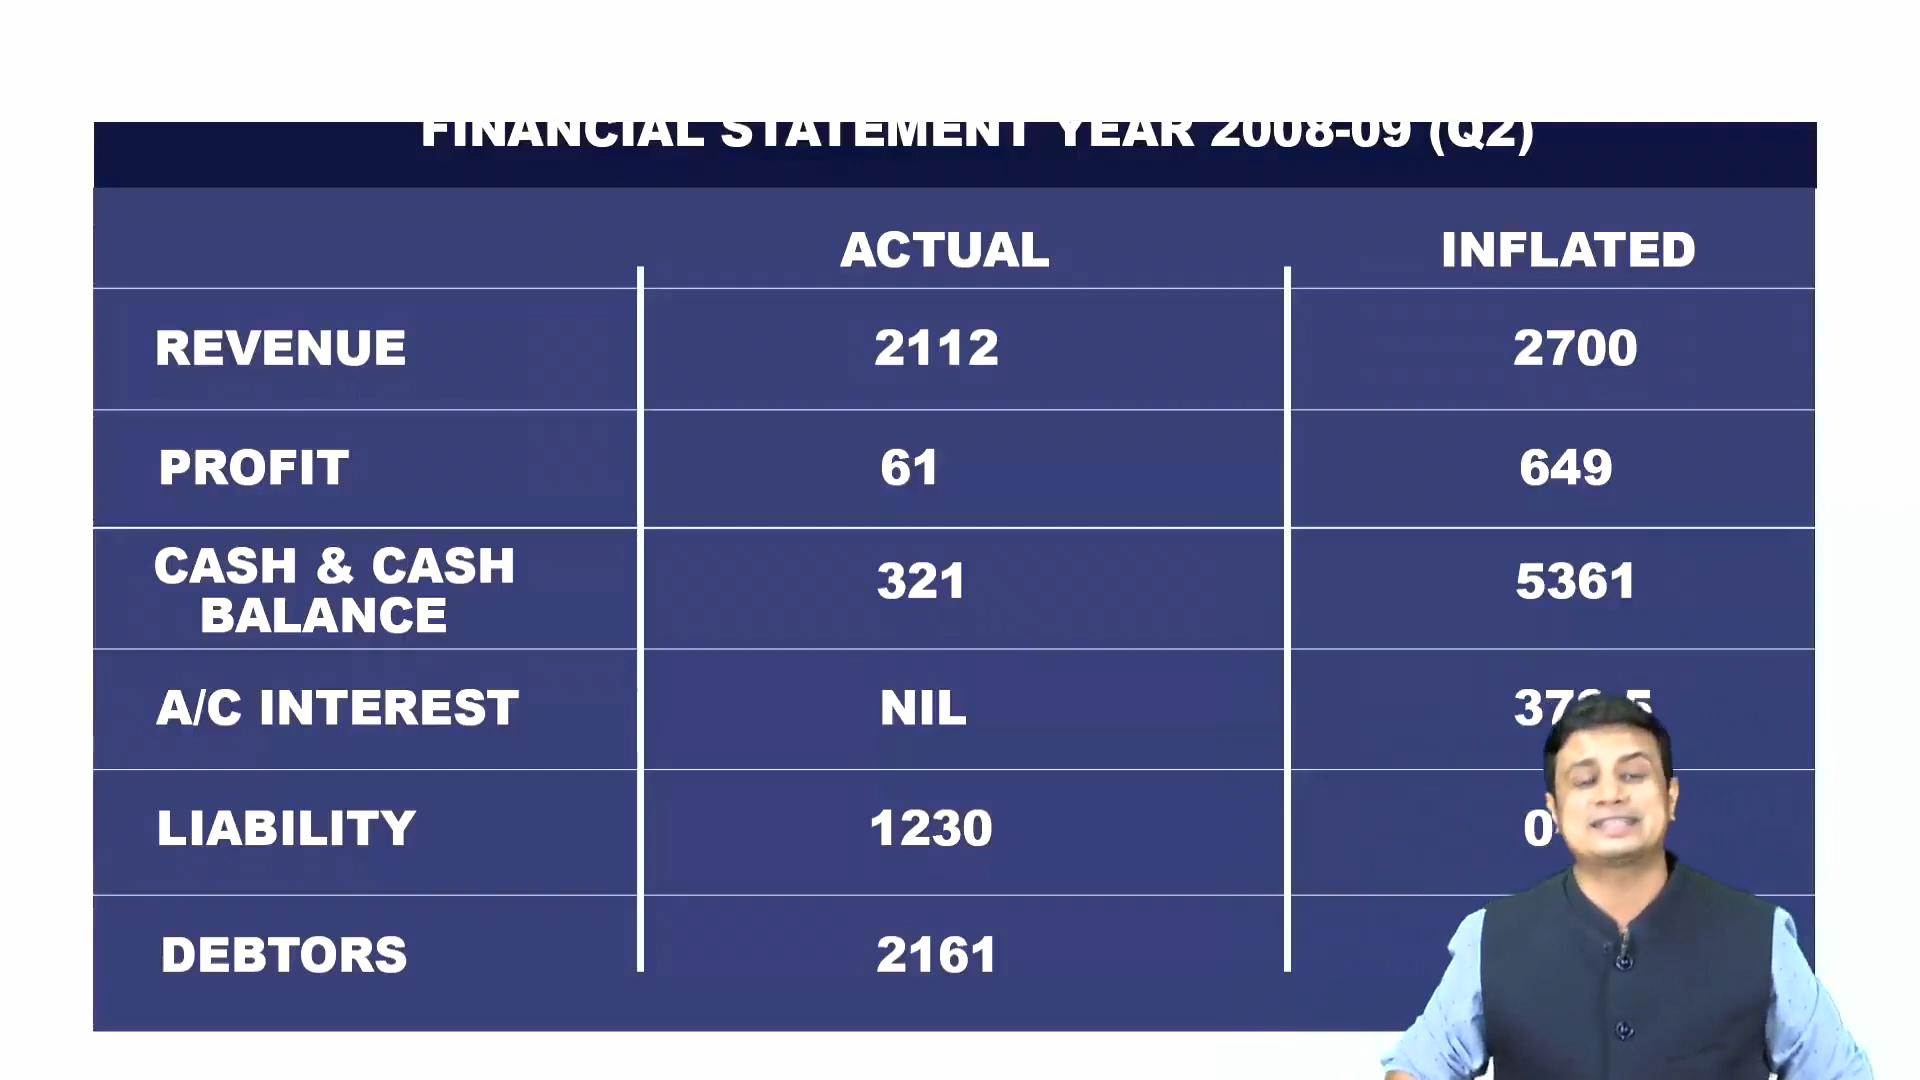 FINANCIAL STATEMENT YEAR 2008-09 (Q2)
ACTUAL INFLATED
REVENUE 2112 2700
PROFIT 61 649
CASH & CASH
BALANCE 321 5361
A/C INTEREST NIL
LIABILITY 1230
DEBTORS 2161